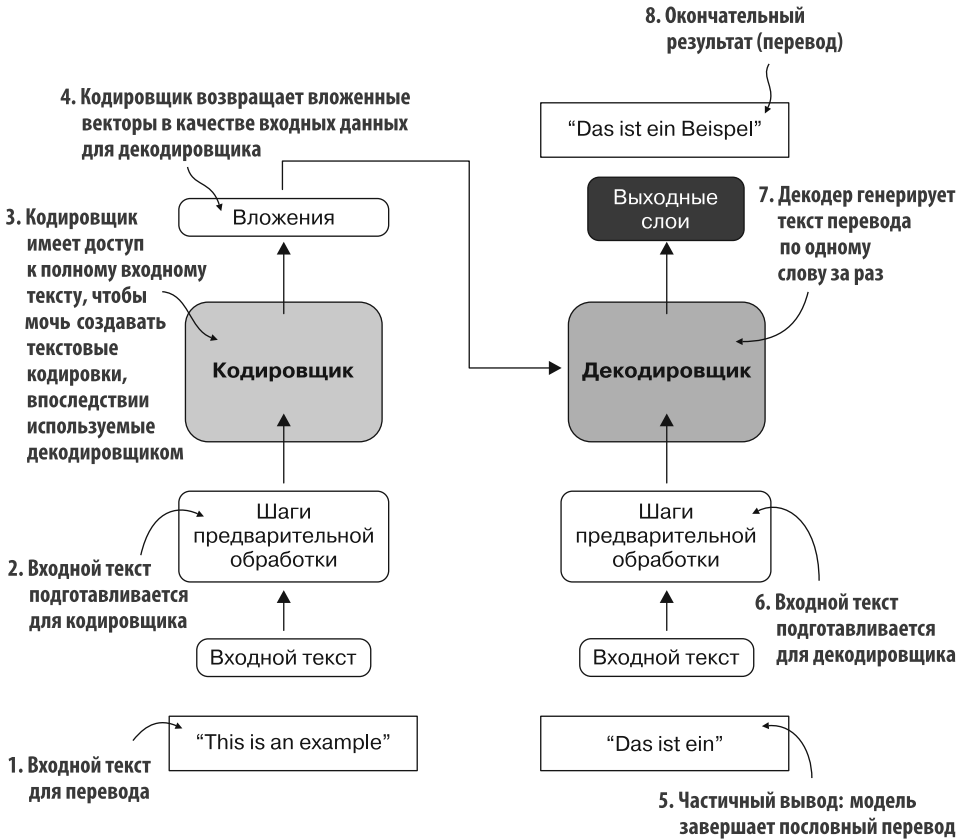 8. Окончательный
результат (перевод)
4. Кодировщик возвращает вложенные
векторы в качестве входных данных
для декодировщика
“Das ist ein Beispel”
Вложения
Выходные
слои
3. Кодировщик
имеет доступ
к полному входному
тексту, чтобы
мочь создавать
текстовые
кодировки,
впоследствии
используемые
декодировщиком
7. Декодер генерирует
текст перевода
по одному
слову за раз
Кодировщик
Декодировщик
Шаги
предварительной
обработки
Шаги
предварительной
обработки
2. Входной текст
подготавливается
для кодировщика
6. Входной текст
подготавливается
для декодировщика
Входной текст
Входной текст
“This is an example”
“Das ist ein”
1. Входной текст
для перевода
5. Частичный вывод: модель
завершает пословный перевод